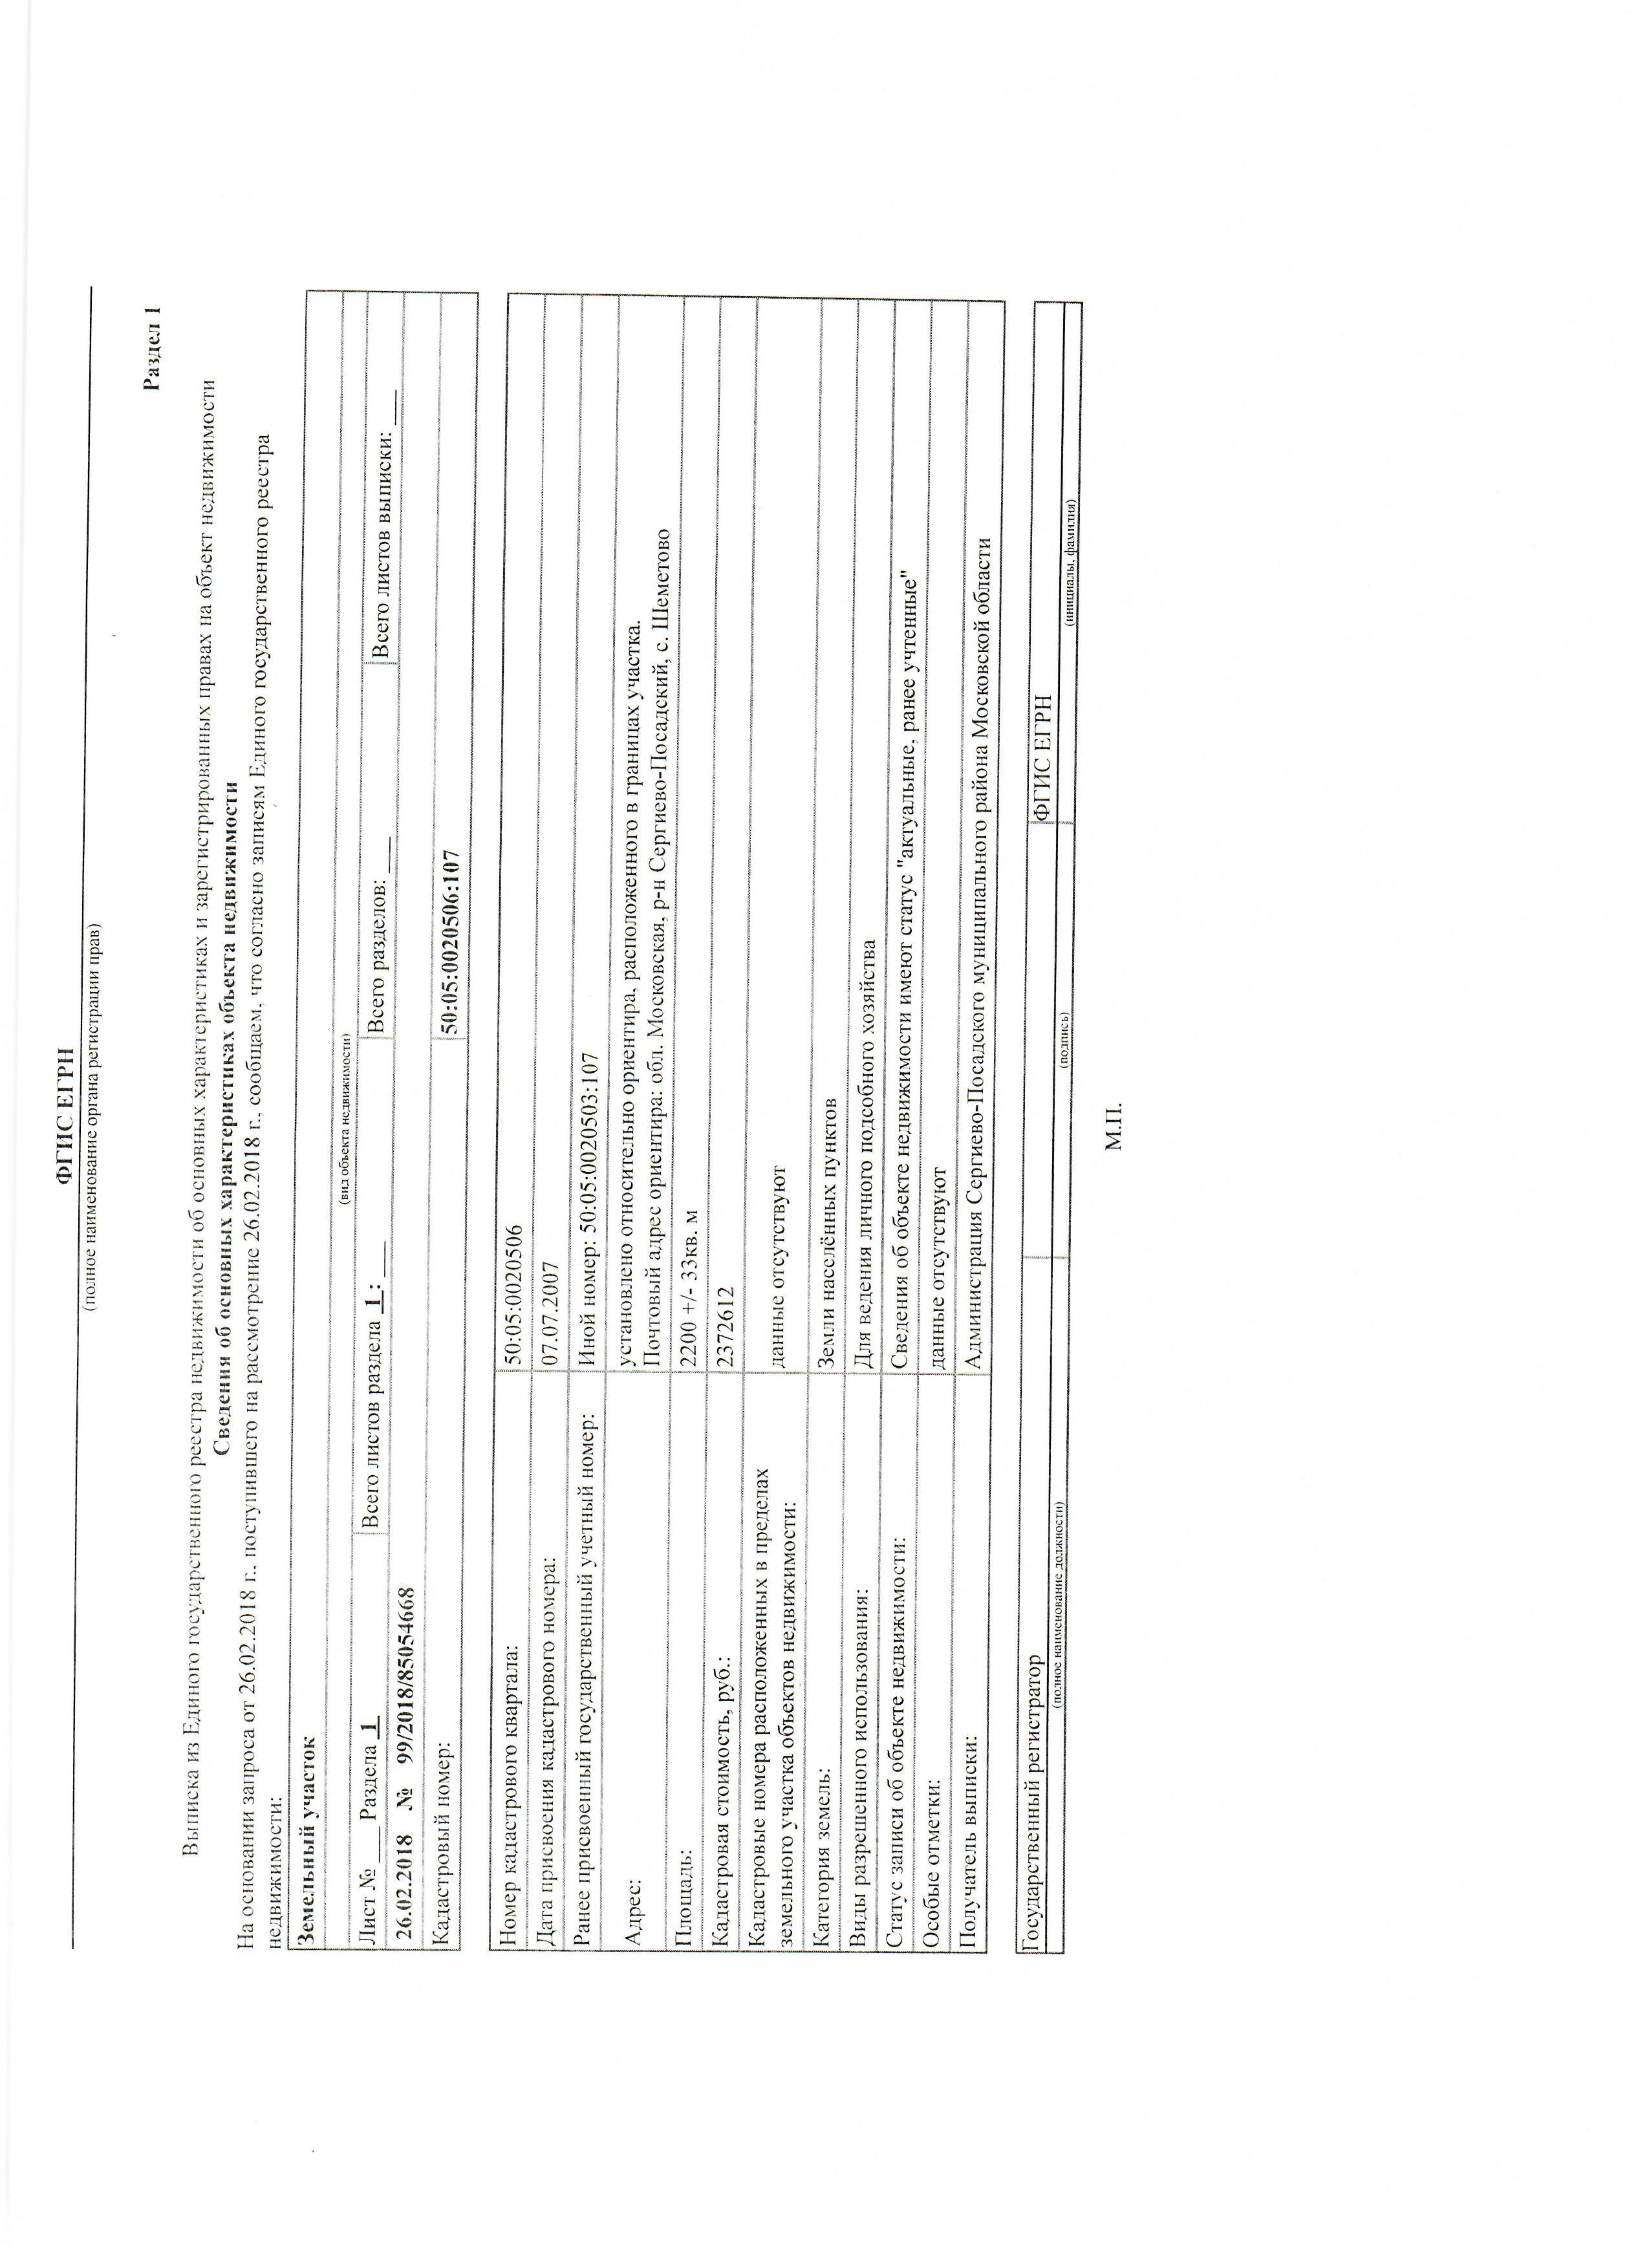 ФГИС ЕГРН
(полное наименование органа регистрации прав)
Раздел 1
Выписка из Единого государственного реестра недвижимости об основных характеристиках и зарегистрированных правах на объект недвижимости
Сведения об основных характеристиках объекта недвижимости
На основании запроса от 26.02.2018 г., поступившего на рассмотрение 26.02.2018 г., сообщаем, что согласно записям Единого государственного реестра
недвижимости:
Земельный участок
(вид объекта недвижимости)
Лист № ___ Раздела 1 Всего листов раздела 1 : ___ Всего разделов: ___ Всего листов выписки: ___
26.02.2018 № 99/2018/85054668
Кадастровый номер: 50:05:0020506:107
Номер кадастрового квартала: 50:05:0020506
Дата присвоения кадастрового номера: 07.07.2007
Ранее присвоенный государственный учетный номер: Иной номер: 50:05:0020503:107
Адрес: установлено относительно ориентира, расположенного в границах участка.
Почтовый адрес ориентира: обл. Московская, р-н Сергиево-Посадский, с. Шеметово
Площадь: 2200 +/- 33кв. м
Кадастровая стоимость, руб.: 2372612
Кадастровые номера расположенных в пределах
земельного участка объектов недвижимости: данные отсутствуют
Категория земель: Земли населённых пунктов
Виды разрешенного использования: Для ведения личного подсобного хозяйства
Статус записи об объекте недвижимости: Сведения об объекте недвижимости имеют статус "актуальные, ранее учтенные"
Особые отметки: данные отсутствуют
Получатель выписки: Администрация Сергиево-Посадского муниципального района Московской области
Государственный регистратор ФГИС ЕГРН
(полное наименование должности) (подпись) (инициалы, фамилия)
М.П.